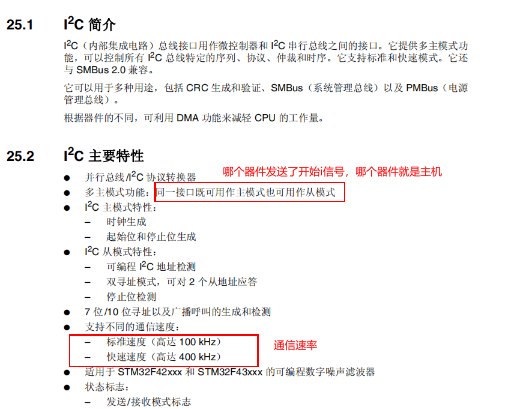 25.1 I²C 简介
I²C（内部集成电路）总线接口用作微控制器和 I²C 串行总线之间的接口。它提供多主模式功
能，可以控制所有 I²C 总线特定的序列、协议、仲裁和时序。它支持标准和快速模式。它还
与 SMBus 2.0 兼容。
它可以用于多种用途，包括 CRC 生成和验证、SMBus（系统管理总线）以及 PMBus（电源
管理总线）。
根据器件的不同，可利用 DMA 功能来减轻 CPU 的工作量。
25.2 I²C 主要特性
哪个器件发送了开始i信号，哪个器件就是主机
● 并行总线/I²C 协议转换器
● 多主模式功能：同一接口既可用作主模式也可用作从模式
● I²C 主模式特性：
– 时钟生成
– 起始位和停止位生成
● I²C 从模式特性：
– 可编程 I²C 地址检测
– 双寻址模式，可对 2 个从地址应答
– 停止位检测
● 7 位/10 位寻址以及广播呼叫的生成和检测
● 支持不同的通信速度：
– 标准速度（高达 100 kHz）
– 快速速度（高达 400 kHz）
通信速率
● 适用于 STM32F42xxx 和 STM32F43xxx 的可编程数字噪声滤波器
● 状态标志：
– 发送/接收模式标志